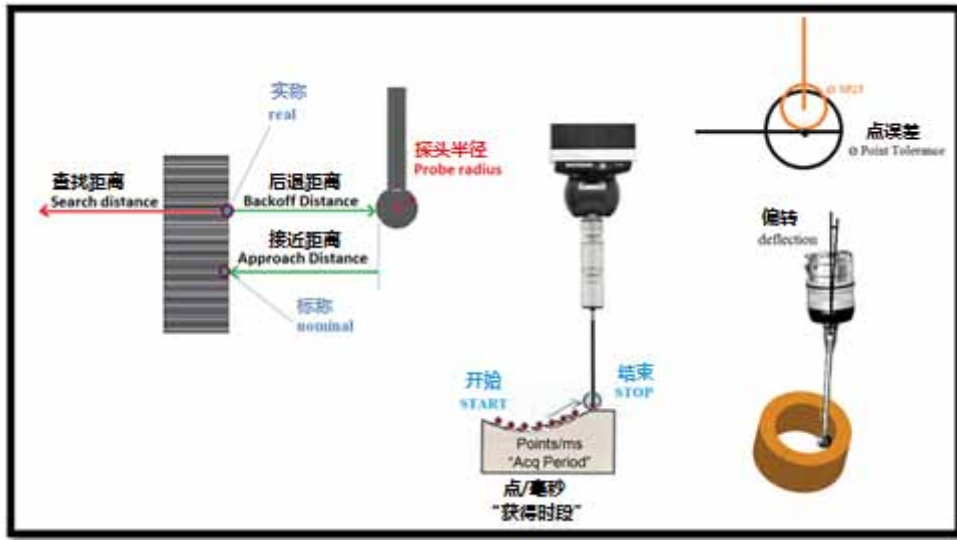 实称
real
探头半径
Probe radius
查找距离
Search distance
后退距离
Backoff Distance
接近距离
Approach Distance
标称
nominal
开始
START
结束
STOP
Points/ms
"Acq Period"
点/毫秒
“获得时段”
Ø SP25
点误差
Ø Point Tolerance
偏转
deflection